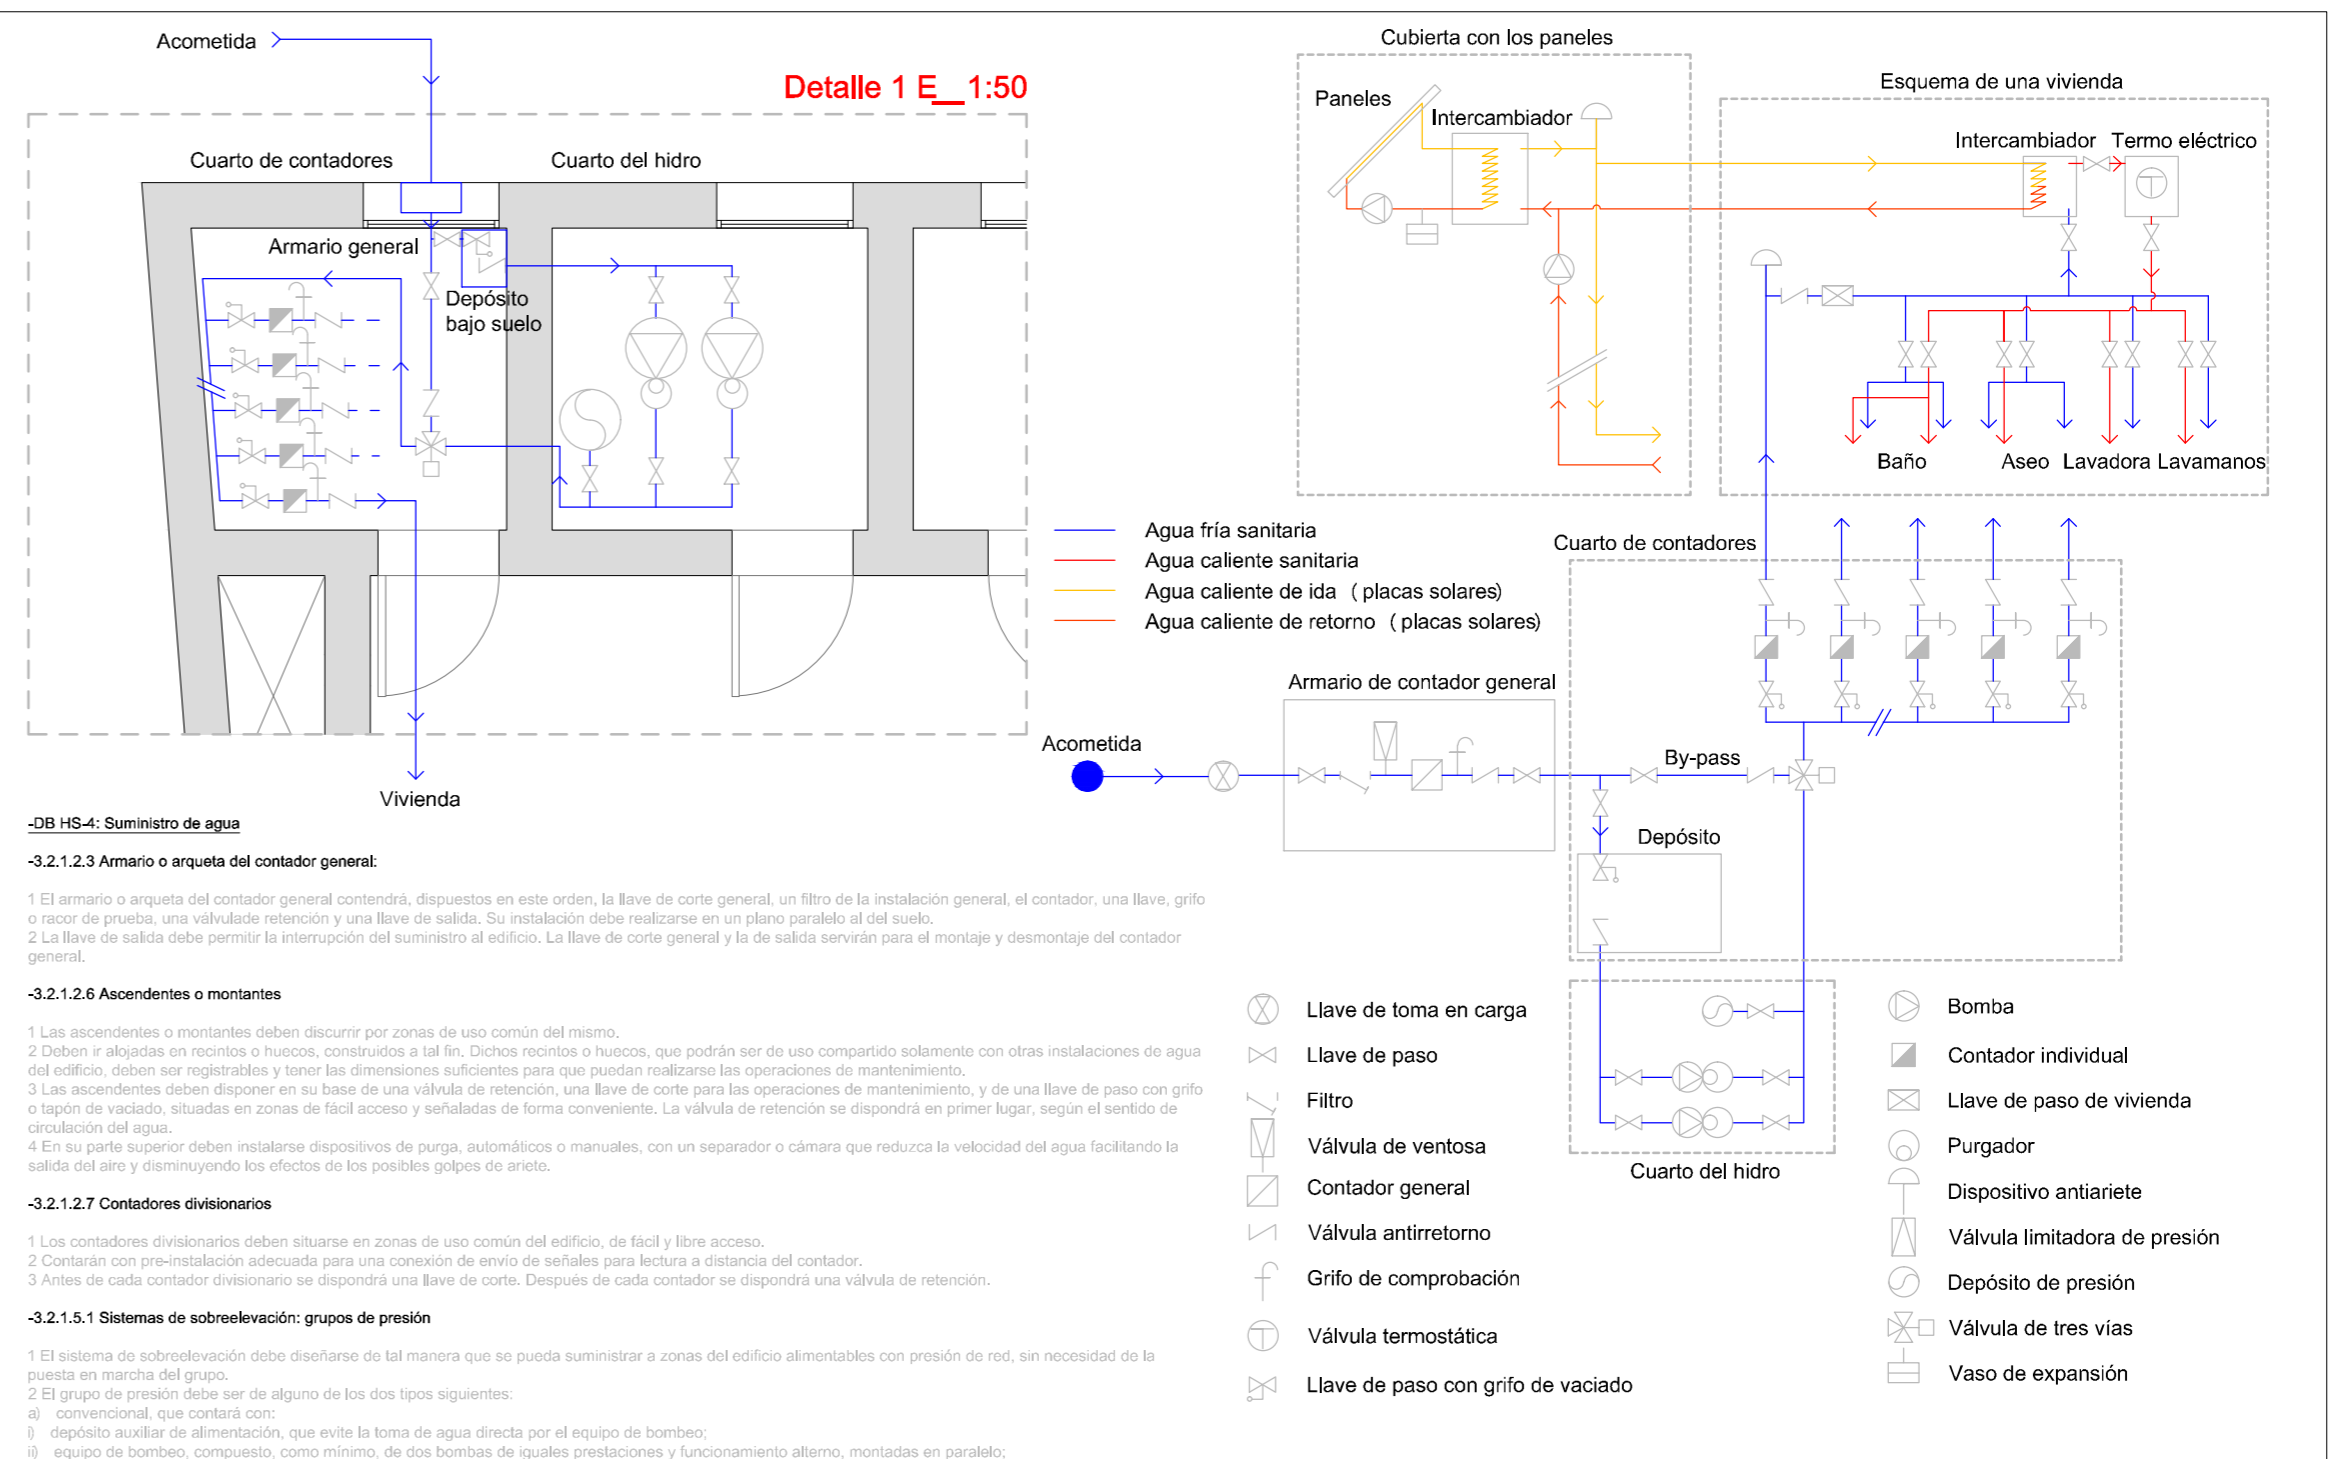 Acometida
Detalle 1 E__1:50
Cuarto de contadores
Cuarto del hidro
Armario general
Depósito
bajo suelo
Vivienda
Cubierta con los paneles
Paneles
Intercambiador
Esquema de una vivienda
Intercambiador
Termo eléctrico
Baño
Aseo
Lavadora
Lavamanos
Agua fría sanitaria
Agua caliente sanitaria
Agua caliente de ida ( placas solares)
Agua caliente de retorno ( placas solares)
Cuarto de contadores
Armario de contador general
Acometida
By-pass
Depósito
Cuarto del hidro
-DB HS-4: Suministro de agua
-3.2.1.2.3 Armario o arqueta del contador general:
1 El armario o arqueta del contador general contendrá, dispuestos en este orden, la llave de corte general, un filtro de la instalación general, el contador, una llave, grifo
o racor de prueba, una válvulade retención y una llave de salida. Su instalación debe realizarse en un plano paralelo al del suelo.
2 La llave de salida debe permitir la interrupción del suministro al edificio. La llave de corte general y la de salida servirán para el montaje y desmontaje del contador
general.
-3.2.1.2.6 Ascendentes o montantes
1 Las ascendentes o montantes deben discurrir por zonas de uso común del mismo.
2 Deben ir alojadas en recintos o huecos, construidos a tal fin. Dichos recintos o huecos, que podrán ser de uso compartido solamente con otras instalaciones de agua
del edificio, deben ser registrables y tener las dimensiones suficientes para que puedan realizarse las operaciones de mantenimiento.
3 Las ascendentes deben disponer en su base de una válvula de retención, una llave de corte para las operaciones de mantenimiento, y de una llave de paso con grifo
o tapón de vaciado, situadas en zonas de fácil acceso y señaladas de forma conveniente. La válvula de retención se dispondrá en primer lugar, según el sentido de
circulación del agua.
4 En su parte superior deben instalarse dispositivos de purga, automáticos o manuales, con un separador o cámara que reduzca la velocidad del agua facilitando la
salida del aire y disminuyendo los efectos de los posibles golpes de ariete.
-3.2.1.2.7 Contadores divisionarios
1 Los contadores divisionarios deben situarse en zonas de uso común del edificio, de fácil y libre acceso.
2 Contarán con pre-instalación adecuada para una conexión de envío de señales para lectura a distancia del contador.
3 Antes de cada contador divisionario se dispondrá una llave de corte. Después de cada contador se dispondrá una válvula de retención.
-3.2.1.5.1 Sistemas de sobreelevación: grupos de presión
1 El sistema de sobreelevación debe diseñarse de tal manera que se pueda suministrar a zonas del edificio alimentables con presión de red, sin necesidad de la
puesta en marcha del grupo.
2 El grupo de presión debe ser de alguno de los dos tipos siguientes:
a) convencional, que contará con:
i) depósito auxiliar de alimentación, que evite la toma de agua directa por el equipo de bombeo;
ii) equipo de bombeo, compuesto, como mínimo, de dos bombas de iguales prestaciones y funcionamiento alterno, montadas en paralelo;
Llave de toma en carga
Llave de paso
Filtro
Válvula de ventosa
Contador general
Válvula antirretorno
Grifo de comprobación
Válvula termostática
Llave de paso con grifo de vaciado
Bomba
Contador individual
Llave de paso de vivienda
Purgador
Dispositivo antiariete
Válvula limitadora de presión
Depósito de presión
Válvula de tres vías
Vaso de expansión